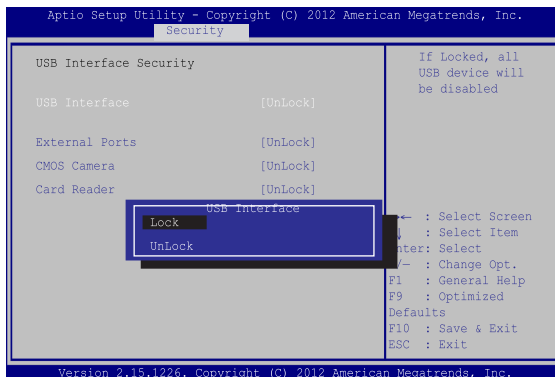 Aptio Setup Utility - Copyright (C) 2012 American Megatrends, Inc.
Security
USB Interface Security
USB Interface [UnLock]
External Ports [UnLock]
CMOS Camera [UnLock]
Card Reader [UnLock]
USB Interface
Lock
UnLock
If Locked, all
USB device will
be disabled
→← : Select Screen
: Select Item
: Select
/— : Change Opt.
F1 : General Help
F9 : Optimized
Defaults
F10 : Save & Exit
ESC : Exit
Version 2.15.1226. Copyright (C) 2012 American Megatrends, Inc.